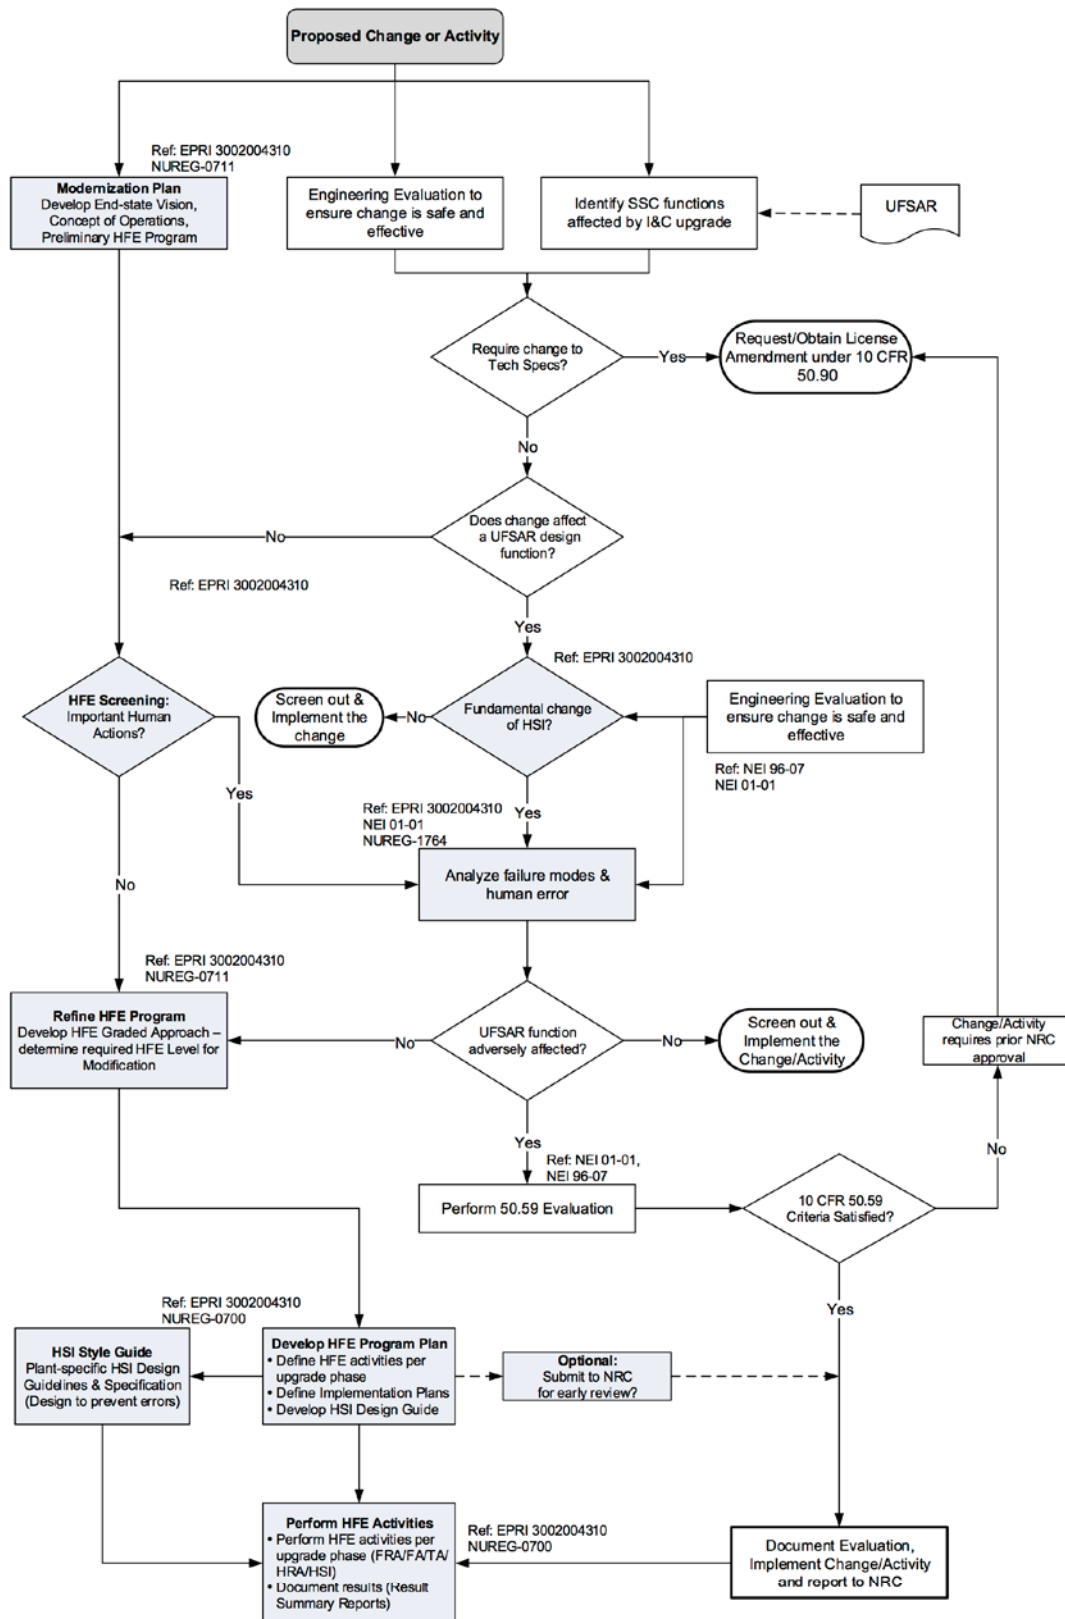 Proposed Change or Activity
Ref: EPRI 3002004310
NUREG-0711
Modernization Plan
Develop End-state Vision,
Concept of Operations,
Preliminary HFE Program
Engineering Evaluation to
ensure change is safe and
effective
Identify SSC functions
affected by I&C upgrade
UFSAR
Require change to
Tech Specs?
Yes
Request/Obtain License
Amendment under 10 CFR
50.90
No
Does change affect
a UFSAR design
function?
No
Ref: EPRI 3002004310
Yes
Ref: EPRI 3002004310
HFE Screening:
Important Human
Actions?
Screen out &
Implement the
change
No
Fundamental change
of HSI?
Engineering Evaluation to
ensure change is safe and
effective
Ref: NEI 96-07
NEI 01-01
Yes
Ref: EPRI 3002004310
NEI 01-01
NUREG-1764
Yes
Analyze failure modes &
human error
No
Ref: EPRI 3002004310
NUREG-0711
Refine HFE Program
Develop HFE Graded Approach –
determine required HFE Level for
Modification
No
UFSAR function
adversely affected?
No
Screen out &
Implement the
Change/Activity
Change/Activity
requires prior NRC
approval
Yes
Ref: NEI 01-01,
NEI 96-07
No
Perform 50.59 Evaluation
10 CFR 50.59
Criteria Satisfied?
Yes
Ref: EPRI 3002004310
NUREG-0700
HSI Style Guide
Plant-specific HSI Design
Guidelines & Specification
(Design to prevent errors)
Develop HFE Program Plan
• Define HFE activities per
upgrade phase
• Define Implementation Plans
• Develop HSI Design Guide
Optional:
Submit to NRC
for early review?
Perform HFE Activities
• Perform HFE activities per
upgrade phase (FRA/FA/TA/
HRA/HSI)
• Document results (Result
Summary Reports)
Ref: EPRI 3002004310
NUREG-0700
Document Evaluation,
Implement Change/Activity
and report to NRC